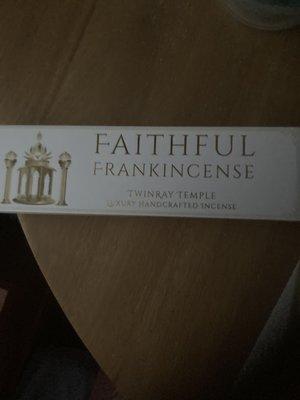 FAITHFUL
FRANKINCENSE
TWINRAY TEMPLE
LUXURY HANDCRAFTED INCENSE